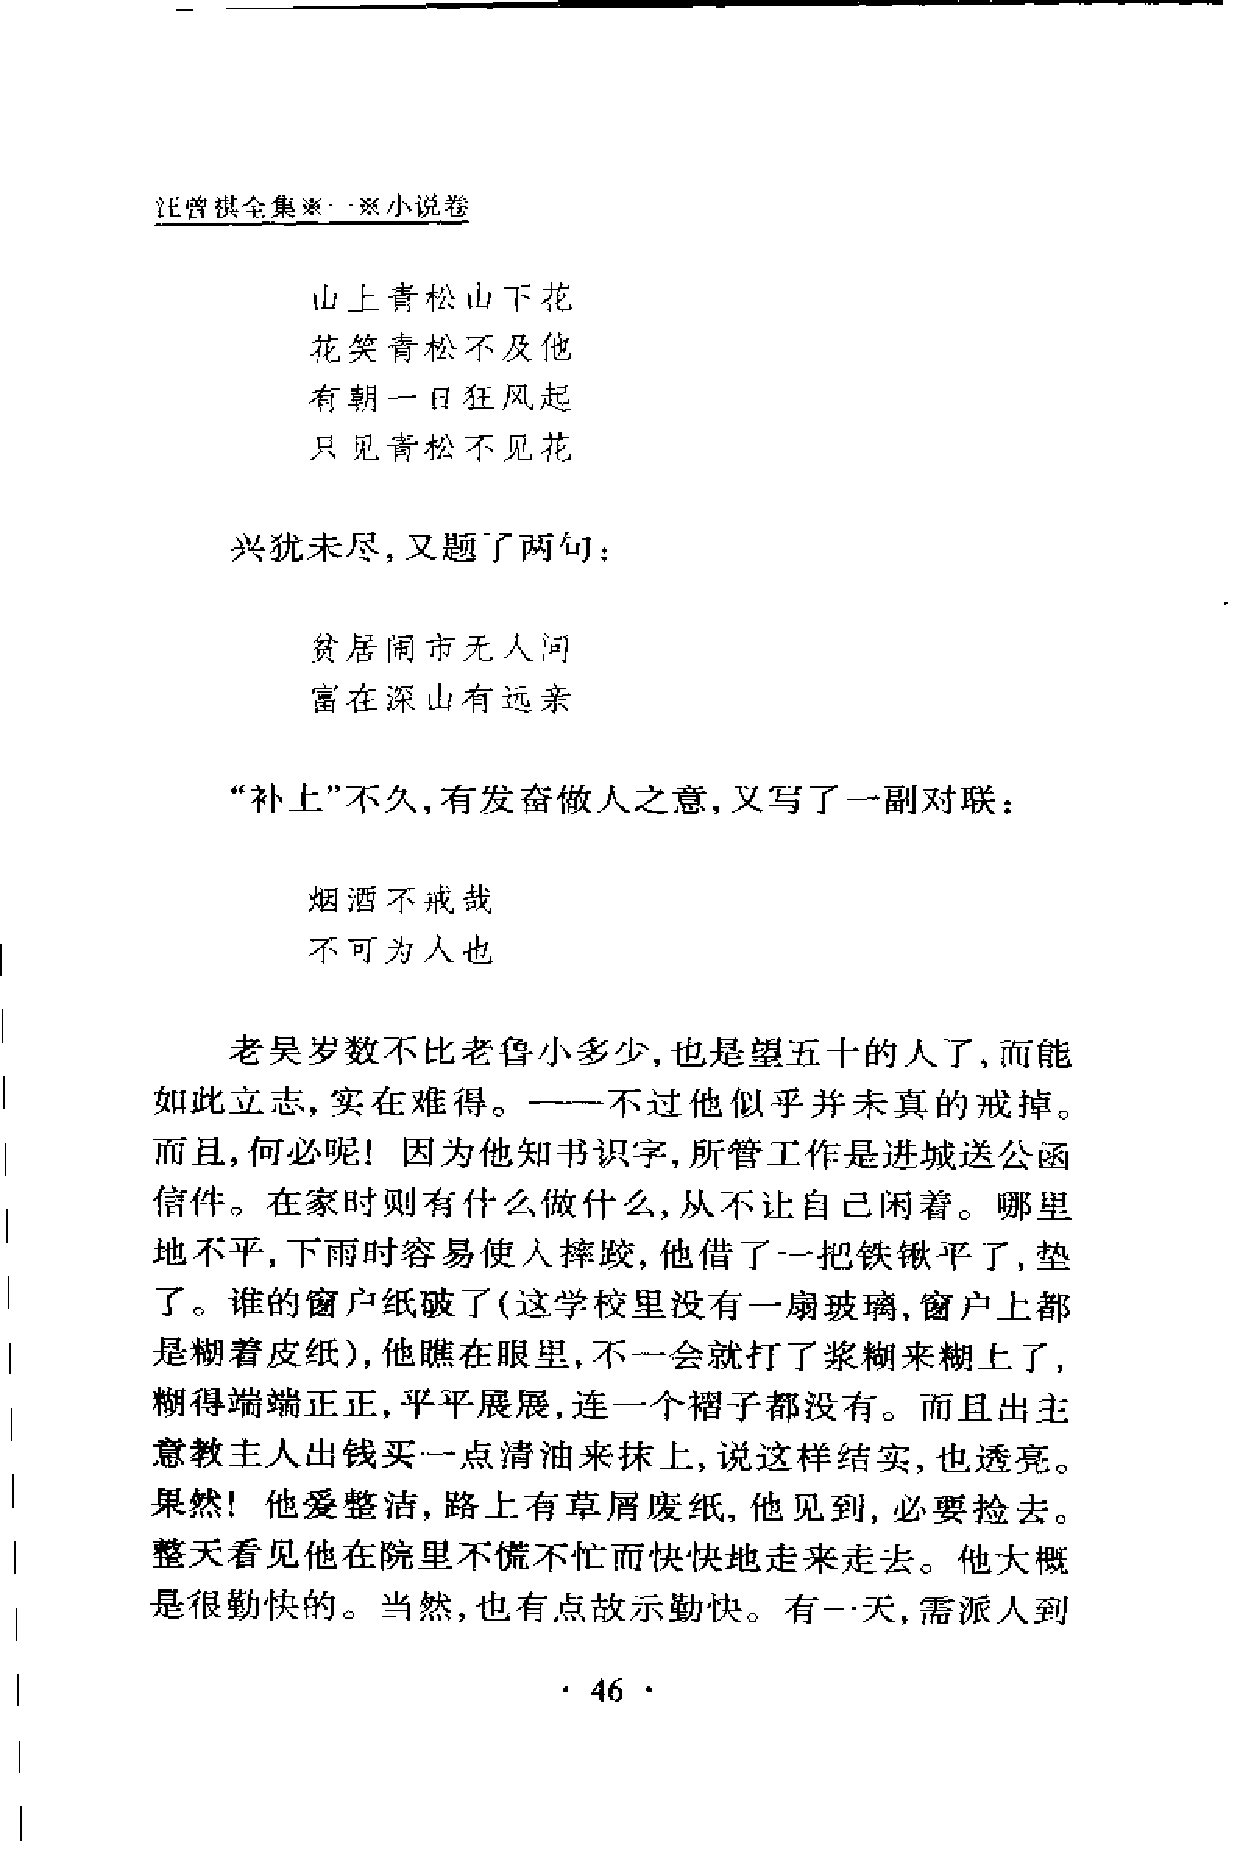 汪曾祺全集※一※小说卷
山上青松山下花
花笑青松不及他
有朝一日狂风起
只见青松不见花
兴犹未尽，又题了两句：
贫居闹市无人问
富在深山有远亲
“补上”不久，有发奋做人之意，又写了一副对联：
烟酒不戒哉
不可为人也
老吴岁数不比老鲁小多少，也是望五十的人了，而能
如此立志，实在难得。——不过他似乎并未真的戒掉。
而且，何必呢！因为他知书识字，所管工作是进城送公函
信件。在家时则有什么做什么，从不让自己闲着。哪里
地不平，下雨时容易使人摔跤，他借了一把铁锹平了，垫
了。谁的窗户纸破了(这学校里没有一扇玻璃，窗户上都
是糊着皮纸)，他瞧在眼里，不一会就打了浆糊来糊上了，
糊得端端正正，平平展展，连一个褶子都没有。而且出主
意教主人出钱买一点清油来抹上，说这样结实，也透亮。
果然！他爱整洁，路上有草屑废纸，他见到，必要捡去。
整天看见他在院里不慌不忙而快快地走来走去。他大概
是很勤快的。当然，也有点故示勤快。有一天，需派人到
· 46 ·